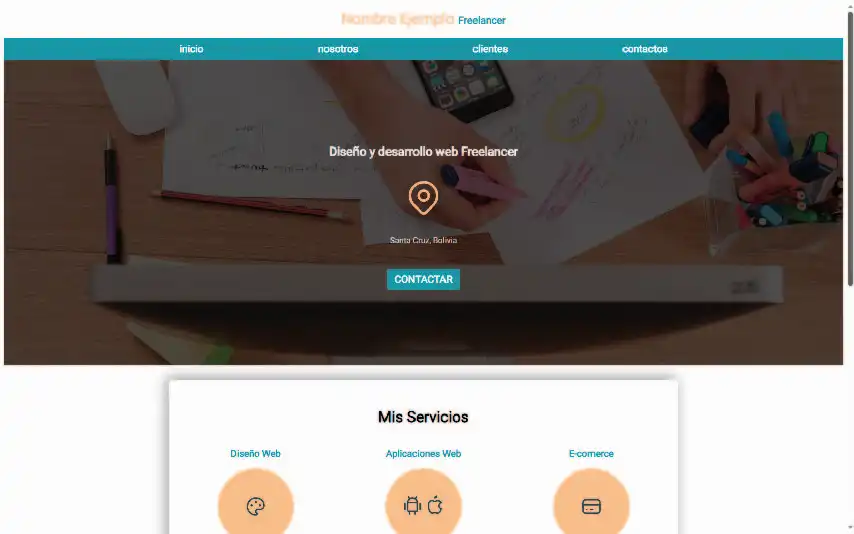 Nombre Ejemplo Freelancer
inicio nosotros clientes contactos
Diseño y desarrollo web Freelancer
Santa Cruz, Bolivia
CONTACTAR
Mis Servicios
Diseño Web Aplicaciones Web E-comerce